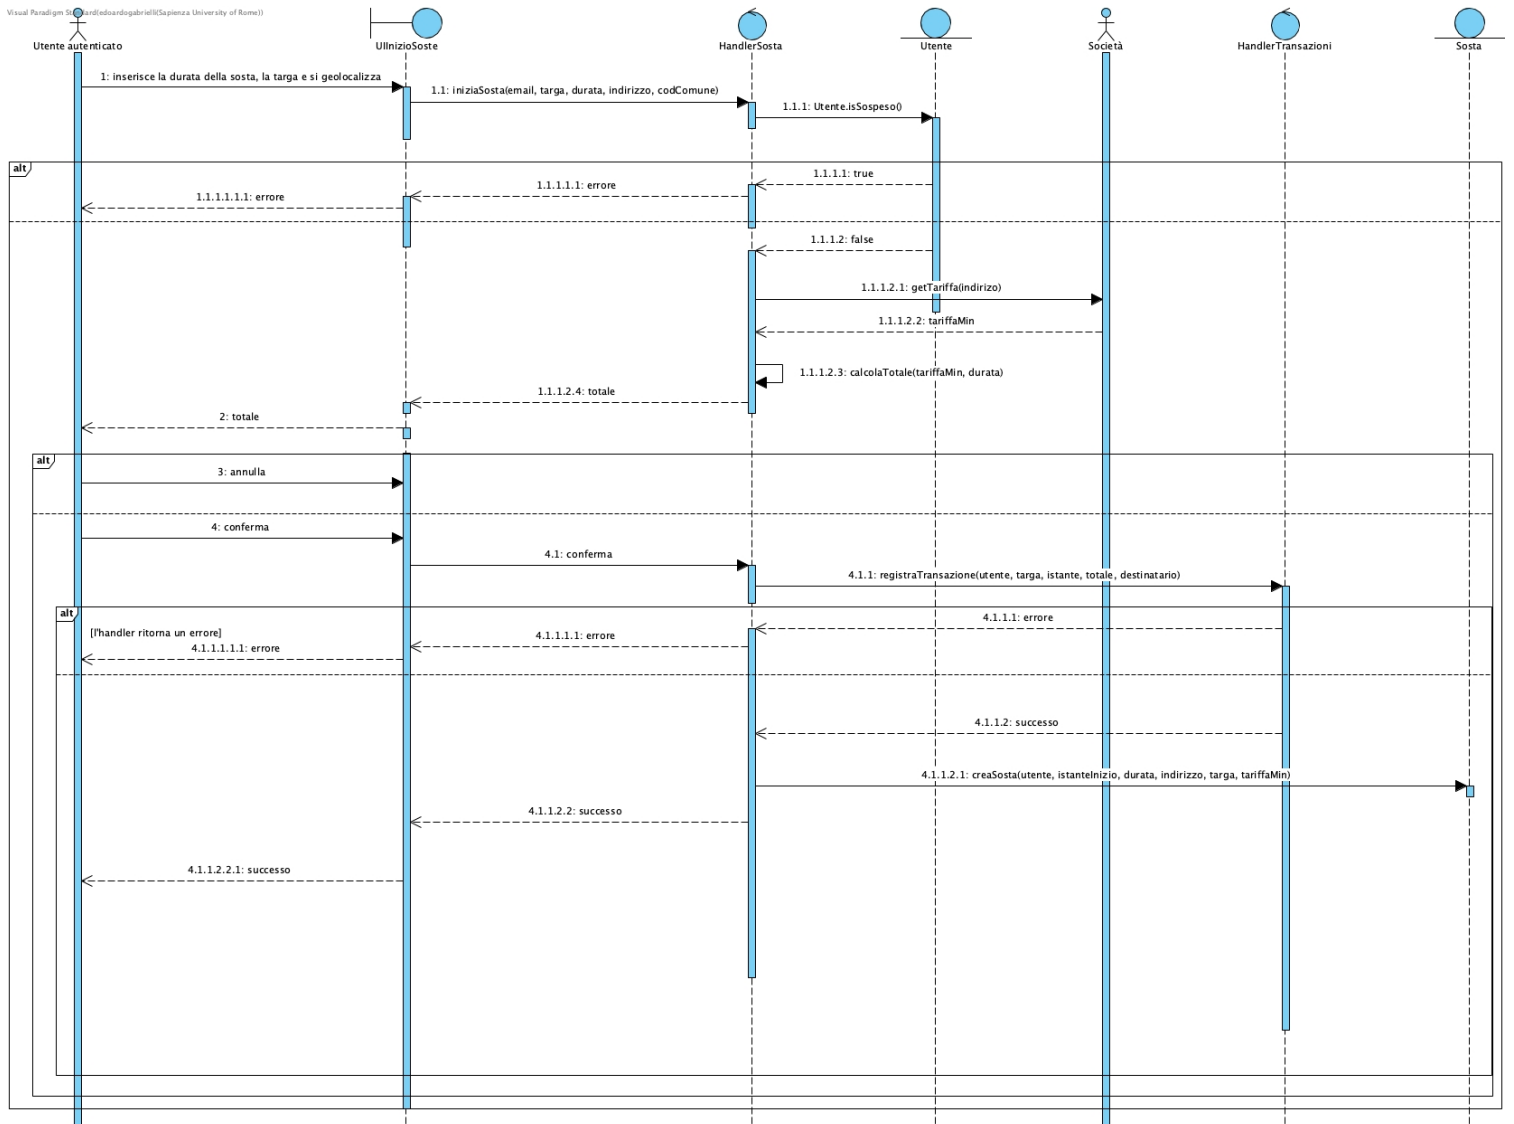 Visual Paradigm Standard(edoardogabrielli(Sapienza University of Rome))
Utente autenticato
UIInizioSoste
HandlerSosta
Utente
Società
HandlerTransazioni
Sosta
1: inserisce la durata della sosta, la targa e si geolocalizza
1.1: iniziaSosta(email, targa, durata, indirizzo, codComune)
1.1.1: Utente.isSospeso()
alt
1.1.1.1: true
1.1.1.1.1: errore
1.1.1.1.1.1: errore
1.1.1.2: false
1.1.1.2.1: getTariffa(indirizo)
1.1.1.2.2: tariffaMin
1.1.1.2.3: calcolaTotale(tariffaMin, durata)
1.1.1.2.4: totale
2: totale
alt
3: annulla
4: conferma
4.1: conferma
4.1.1: registraTransazione(utente, targa, istante, totale, destinatario)
alt
4.1.1.1: errore
[l'handler ritorna un errore]
4.1.1.1.1: errore
4.1.1.1.1.1: errore
4.1.1.2: successo
4.1.1.2.1: creaSosta(utente, istanteInizio, durata, indirizzo, targa, tariffaMin)
4.1.1.2.2: successo
4.1.1.2.2.1: successo